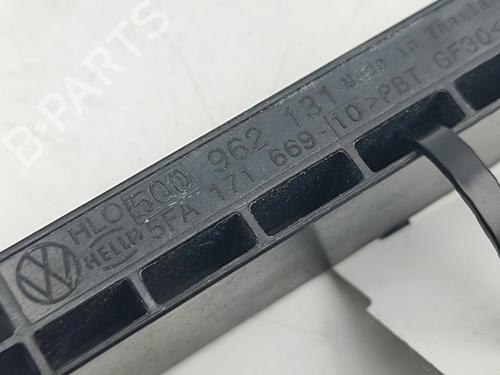 B-PARTS
HLO 5Q0 962 131 Made in Thailand
HELLA 5FA 171 669-10 >PBT GF30<